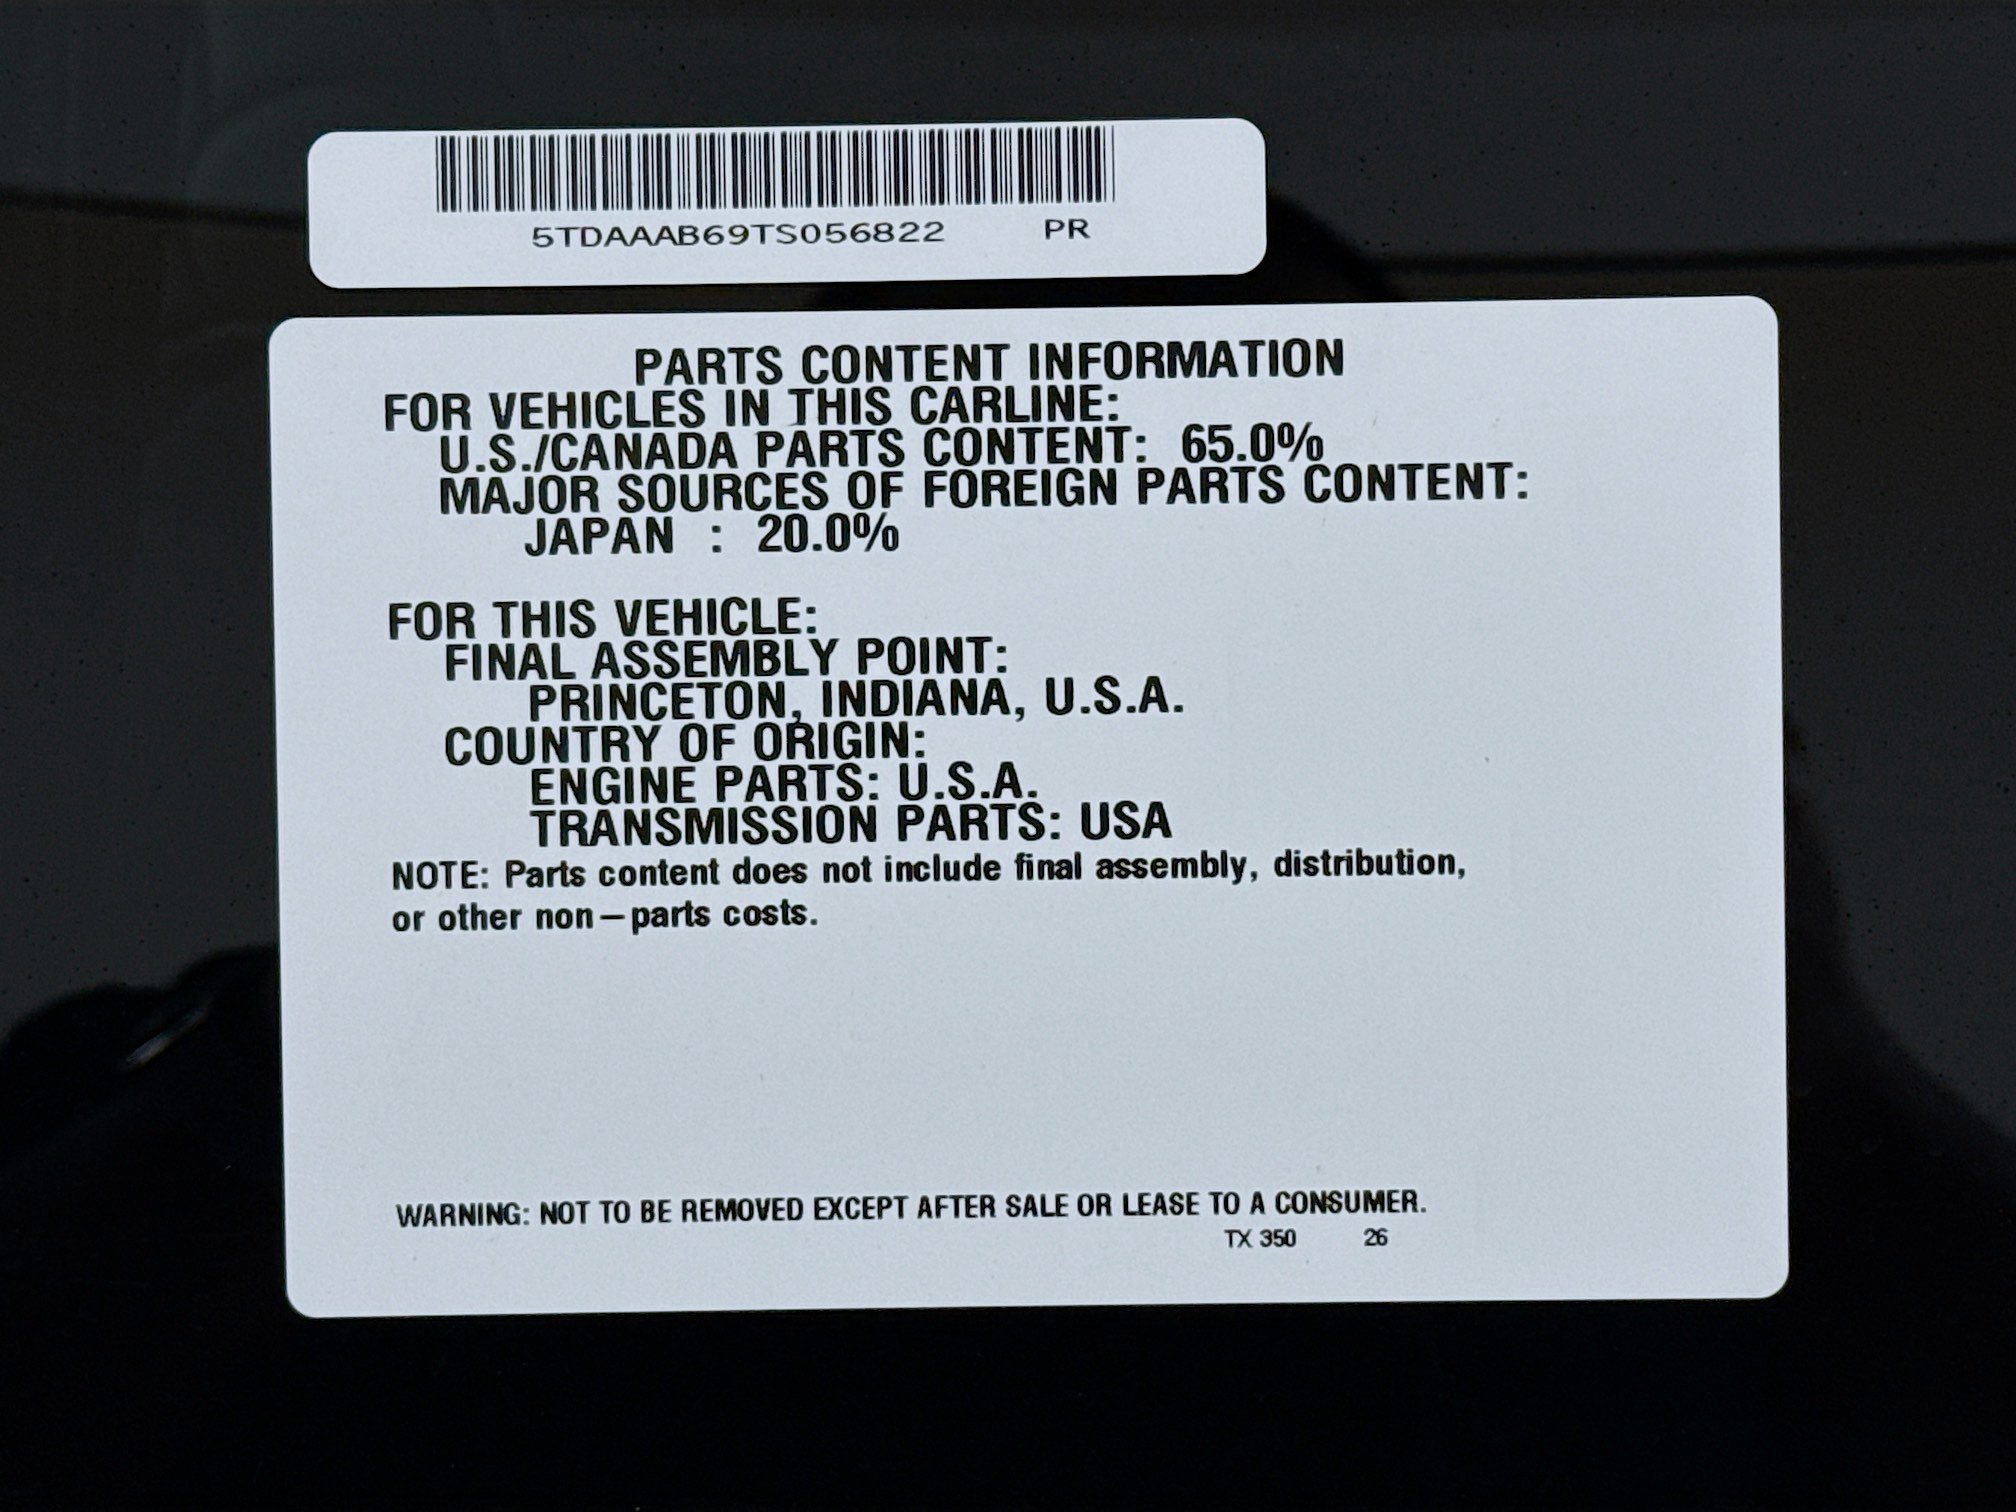 5TDAAAB69TS056822 PR
PARTS CONTENT INFORMATION
FOR VEHICLES IN THIS CARLINE:
U.S./CANADA PARTS CONTENT: 65.0%
MAJOR SOURCES OF FOREIGN PARTS CONTENT:
JAPAN : 20.0%
FOR THIS VEHICLE:
FINAL ASSEMBLY POINT:
PRINCETON, INDIANA, U.S.A.
COUNTRY OF ORIGIN:
ENGINE PARTS: U.S.A.
TRANSMISSION PARTS: USA
NOTE: Parts content does not include final assembly, distribution,
or other non–parts costs.
WARNING: NOT TO BE REMOVED EXCEPT AFTER SALE OR LEASE TO A CONSUMER.
TX 350 26